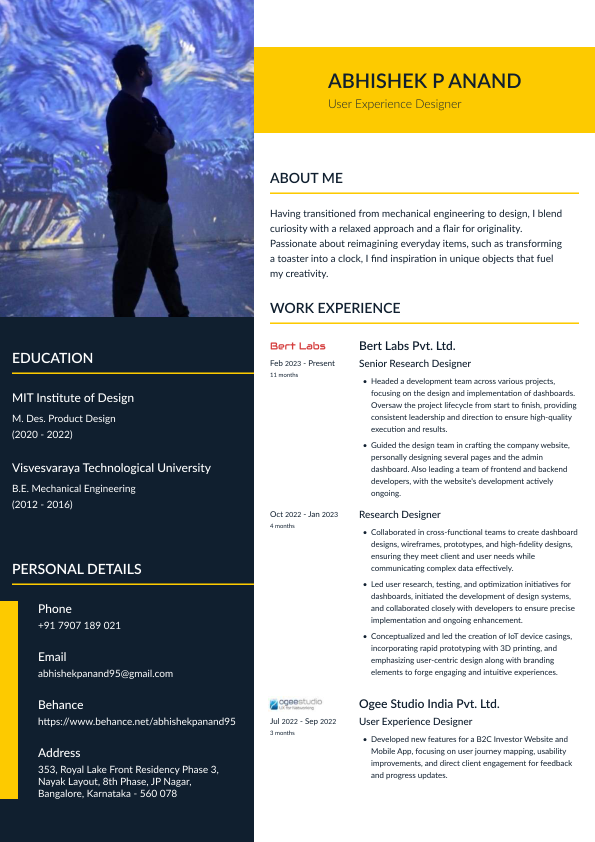 ABHISHEK P ANAND
User Experience Designer
ABOUT ME
Having transitioned from mechanical engineering to design, I blend
curiosity with a relaxed approach and a flair for originality.
Passionate about reimagining everyday items, such as transforming
a toaster into a clock, I find inspiration in unique objects that fuel
my creativity.
WORK EXPERIENCE
Bert Labs
Feb 2023 - Present
11 months
Bert Labs Pvt. Ltd.
Senior Research Designer
• Headed a development team across various projects,
focusing on the design and implementation of dashboards.
Oversaw the project lifecycle from start to finish, providing
consistent leadership and direction to ensure high-quality
execution and results.
• Guided the design team in crafting the company website,
personally designing several pages and the admin
dashboard. Also leading a team of frontend and backend
developers, with the website's development actively
ongoing.
Oct 2022 - Jan 2023
4 months
Research Designer
• Collaborated in cross-functional teams to create dashboard
designs, wireframes, prototypes, and high-fidelity designs,
ensuring they meet client and user needs while
communicating complex data effectively.
• Led user research, testing, and optimization initiatives for
dashboards, initiated the development of design systems,
and collaborated closely with developers to ensure precise
implementation and ongoing enhancement.
• Conceptualized and led the creation of IoT device casings,
incorporating rapid prototyping with 3D printing, and
emphasizing user-centric design along with branding
elements to forge engaging and intuitive experiences.
ogeestudio
Jul 2022 - Sep 2022
3 months
Ogee Studio India Pvt. Ltd.
User Experience Designer
• Developed new features for a B2C Investor Website and
Mobile App, focusing on user journey mapping, usability
improvements, and direct client engagement for feedback
and progress updates.
EDUCATION
MIT Institute of Design
M. Des. Product Design
(2020 - 2022)
Visvesvaraya Technological University
B.E. Mechanical Engineering
(2012 - 2016)
PERSONAL DETAILS
Phone
+91 7907 189 021
Email
abhishekpanand95@gmail.com
Behance
https://www.behance.net/abhishekpanand95
Address
353, Royal Lake Front Residency Phase 3,
Nayak Layout, 8th Phase, JP Nagar,
Bangalore, Karnataka - 560 078